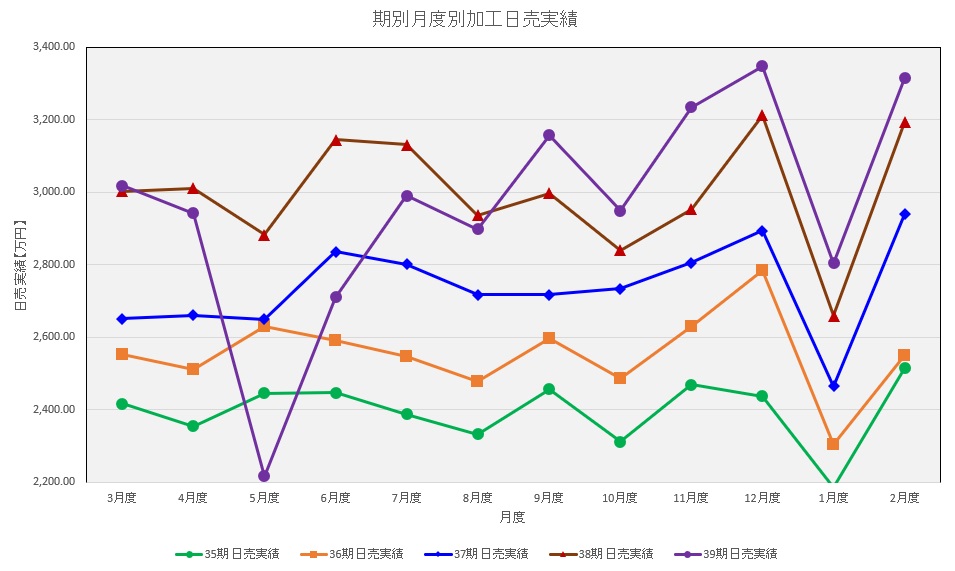 期別月度別加工日売実績
3,400.00
3,200.00
3,000.00
2,800.00
2,600.00
2,400.00
2,200.00
日売実績【万円】
3月度 4月度 5月度 6月度 7月度 8月度 9月度 10月度 11月度 12月度 1月度 2月度
月度
35期日売実績 36期日売実績 37期日売実績 38期日売実績 39期日売実績